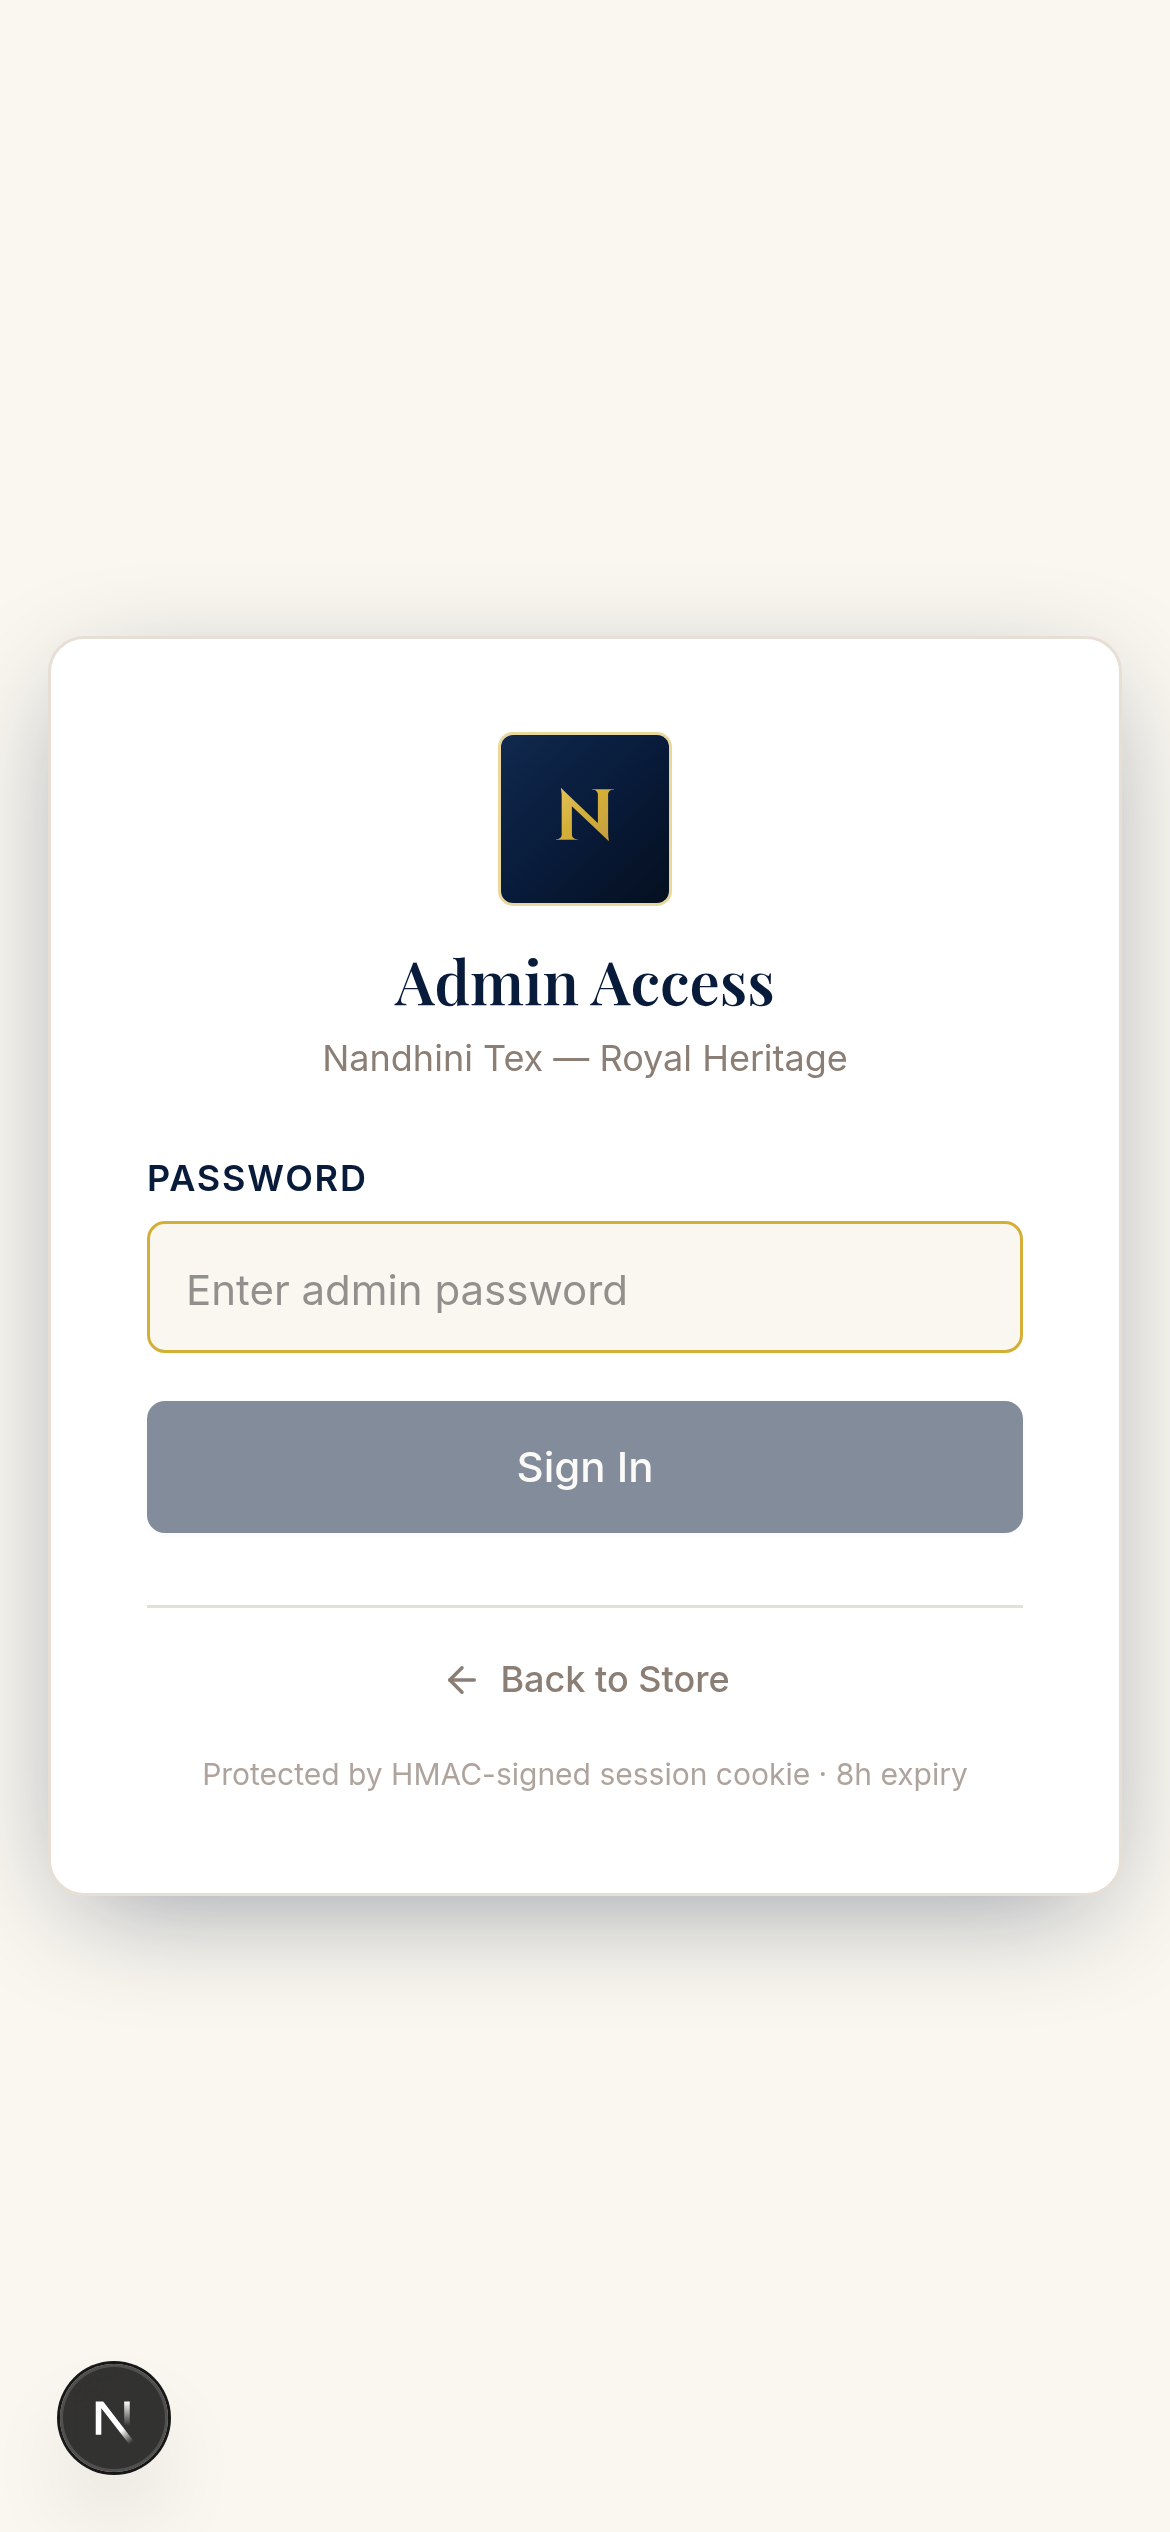 N
Admin Access
Nandhini Tex — Royal Heritage
PASSWORD
Enter admin password
Sign In
← Back to Store
Protected by HMAC-signed session cookie · 8h expiry
N